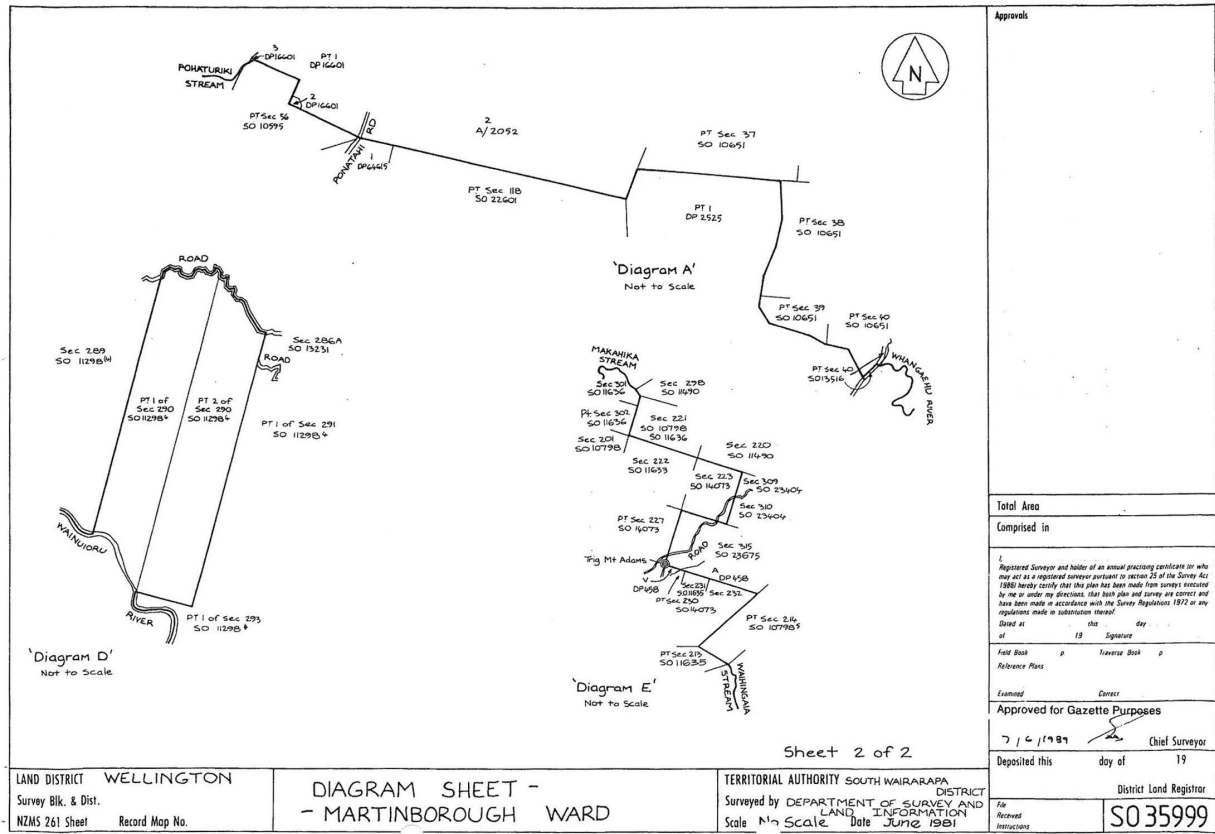 3
DP16601
PT 1
DP 16601
POHATURIKI
STREAM
2
DP16601
PT Sec 56
SO 10595
PONATAHI RD
1
DP64615
2
A/2052
PT Sec 11B
SO 22601
PT Sec 37
SO 10651
PT 1
DP 2525
PT Sec 38
SO 10651
'Diagram A'
Not to Scale
PT Sec 39
SO 10651
PT Sec 40
SO 10651
PT Sec 40
SO13516
WHANGAEHU RIVER
N
ROAD
Sec 289
SO 11298
Sec 286A
SO 13231
ROAD
PT 1 of
Sec 290
SO 11298
PT 2 of
Sec 290
SO 11298
PT 1 of Sec 291
SO 11298
WAINUIORU
RIVER
PT 1 of Sec 293
SO 11298
'Diagram D'
Not to Scale
MAKAHIKA
STREAM
Sec 301
SO 11636
Sec 298
SO 11490
Pt. Sec 302
SO 11636
Sec 221
SO 10798
SO 11636
Sec 201
SO 10798
Sec 220
SO 11490
Sec 222
SO 11633
Sec 223
SO 14073
Sec 309
SO 23404
Sec 310
SO 23404
PT Sec 227
SO 14073
ROAD
Sec 315
SO 23675
Trig Mt Adams
V
DP458
A
DP458
Sec 231
SO11635
Sec 232
PT Sec 230
SO14073
PT Sec 214
SO 10798
PT Sec 213
SO 11635
WAIHINGAIA
STREAM
'Diagram E'
Not to Scale
Sheet 2 of 2
Approvals
Total Area
Comprised in
I,
Registered Surveyor and holder of an annual practising certificate (or who
may act as a registered surveyor pursuant to section 25 of the Survey Act
1986) hereby certify that this plan has been made from surveys executed
by me or under my directions, that both plan and survey are correct and
have been made in accordance with the Survey Regulations 1972 or any
regulations made in substitution thereof.
Dated at this day
of 19 Signature
Field Book p Traverse Book p
Reference Plans
Examined Correct
Approved for Gazette Purposes
7/6/1989 Chief Surveyor
Deposited this day of 19
District Land Registrar
File
Received
Instructions
SO 35999
LAND DISTRICT WELLINGTON
Survey Blk. & Dist.
NZMS 261 Sheet Record Map No.
DIAGRAM SHEET -
- MARTINBOROUGH WARD
TERRITORIAL AUTHORITY SOUTH WAIRARAPA
DISTRICT
Surveyed by DEPARTMENT OF SURVEY AND
LAND INFORMATION
Scale No Scale Date June 1981